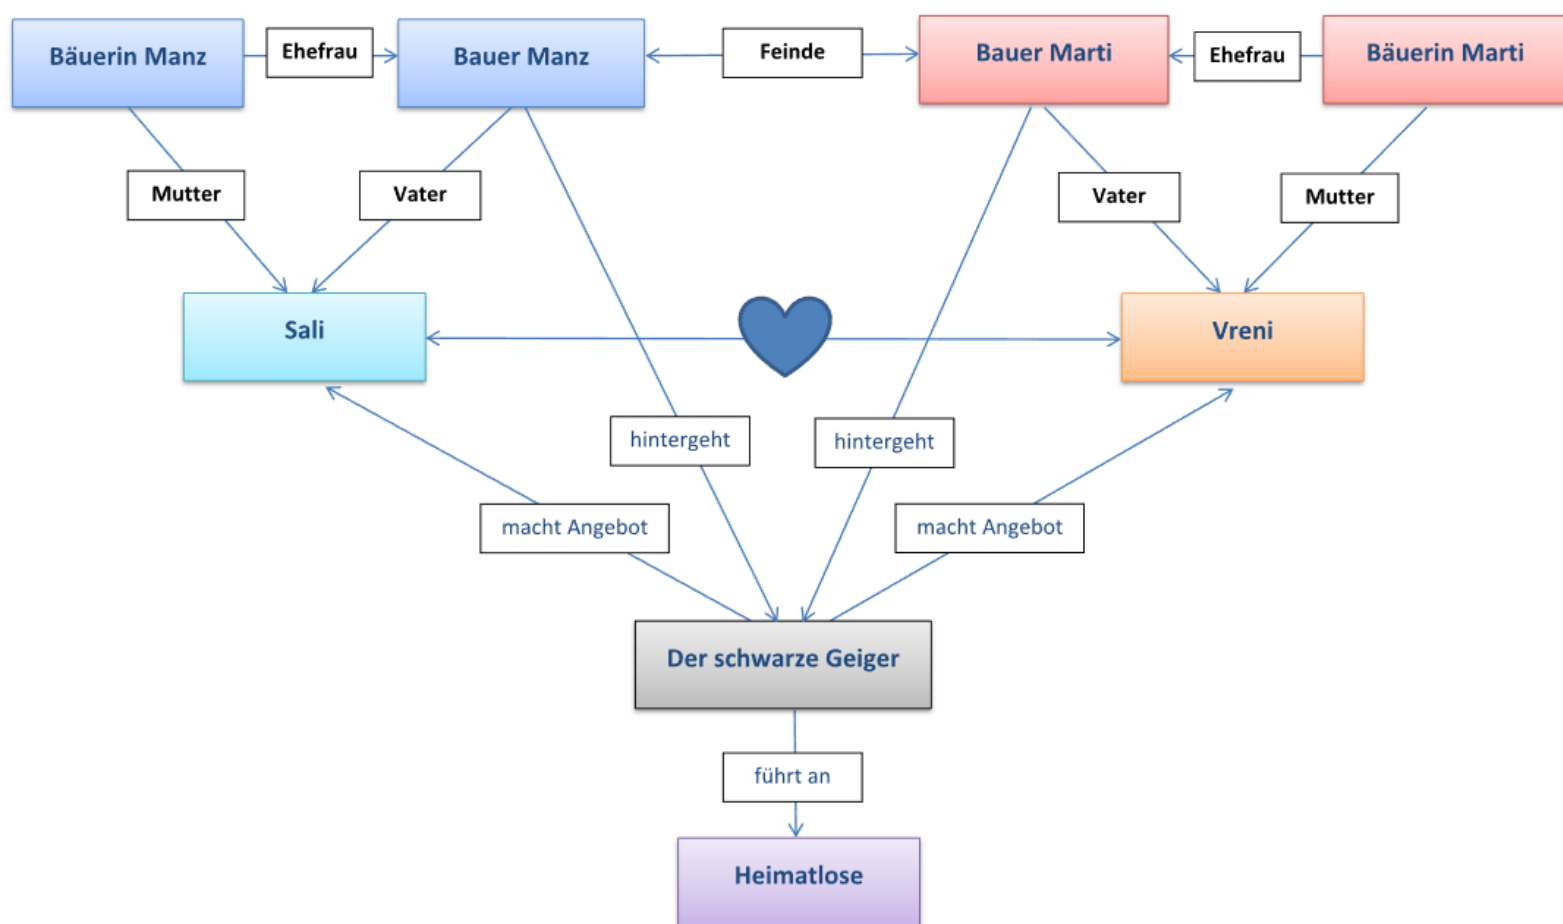 Bäuerin Manz
Ehefrau
Bauer Manz
Feinde
Bauer Marti
Ehefrau
Bäuerin Marti
Mutter
Vater
Vater
Mutter
Sali
Vreni
hintergeht
hintergeht
macht Angebot
macht Angebot
Der schwarze Geiger
führt an
Heimatlose